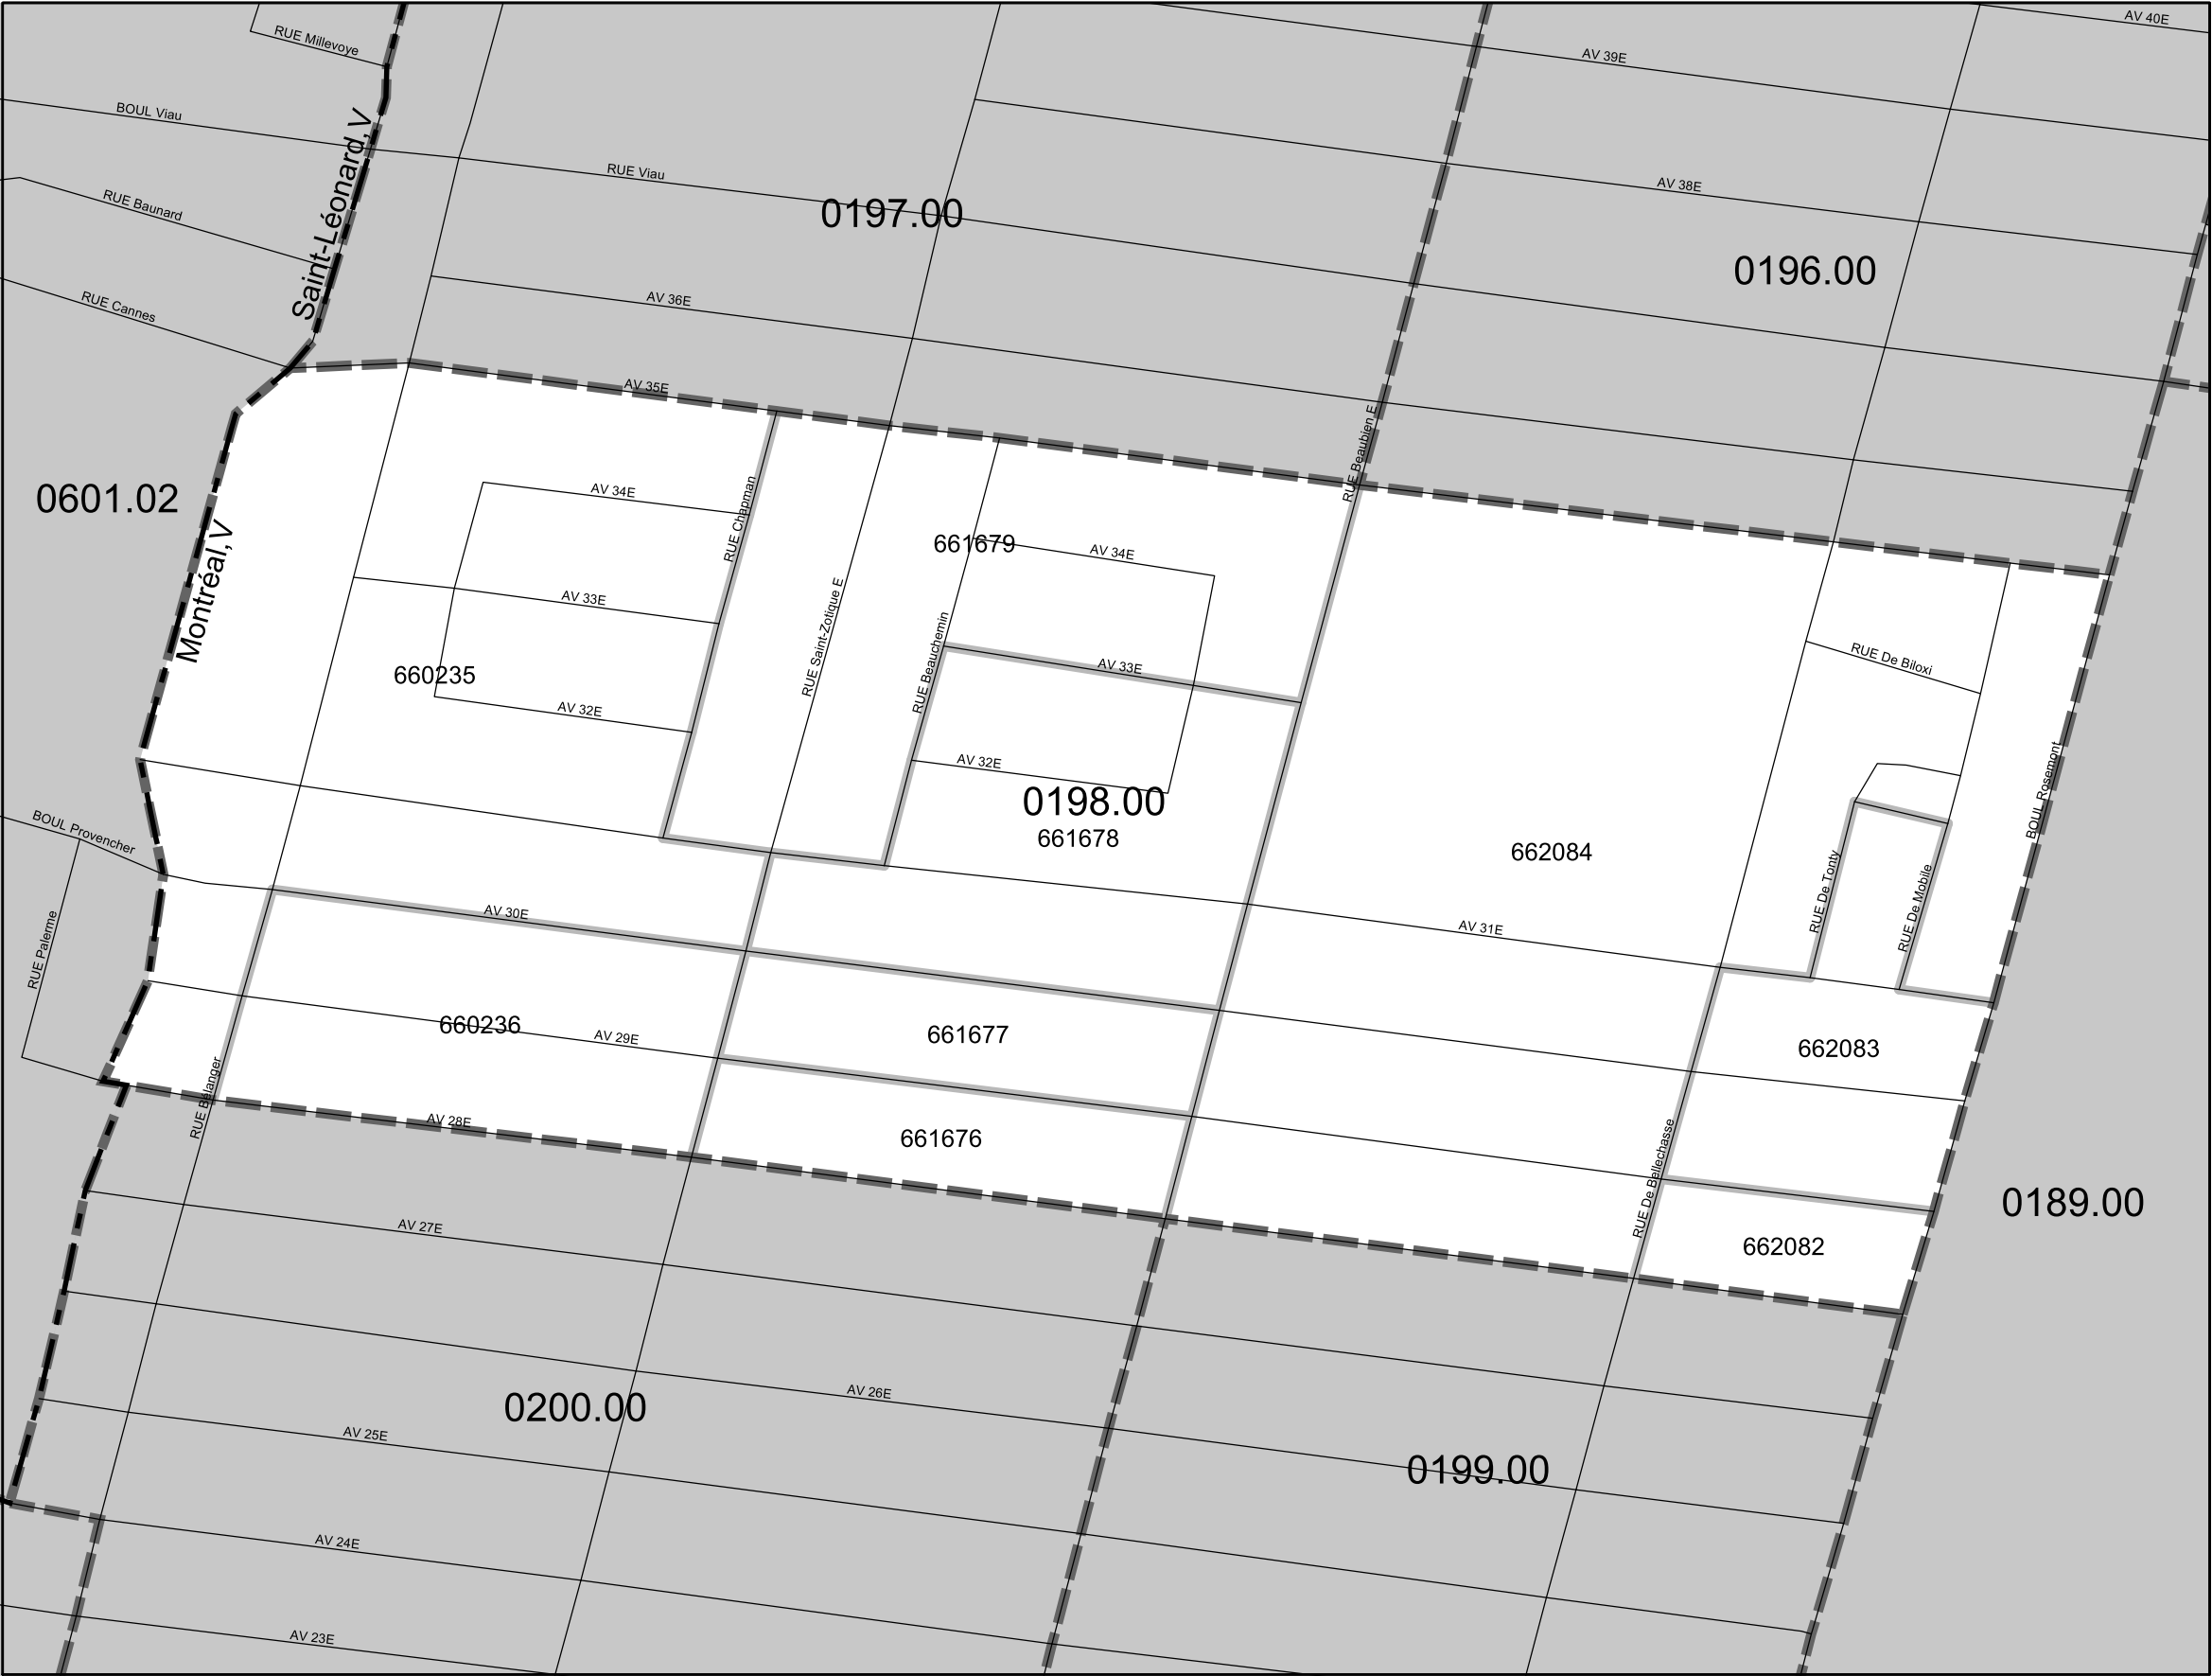 AV 40E
RUE Millevoye
AV 39E
BOUL Viau
Saint-Léonard,V
RUE Viau
AV 38E
RUE Baunard
0197.00
0196.00
RUE Cannes
AV 36E
AV 35E
RUE Beaubien E
0601.02
AV 34E
RUE Chapman
661679
AV 34E
Montréal,V
AV 33E
RUE Saint-Zotique E
RUE Beauchemin
AV 33E
RUE De Biloxi
660235
AV 32E
AV 32E
0198.00
661678
BOUL Rosemont
BOUL Provencher
662084
RUE De Tonty
RUE De Mobile
AV 30E
AV 31E
RUE Palerme
660236
AV 29E
661677
662083
RUE Bélanger
AV 28E
661676
RUE De Bellechasse
0189.00
AV 27E
662082
AV 26E
0200.00
AV 25E
0199.00
AV 24E
AV 23E